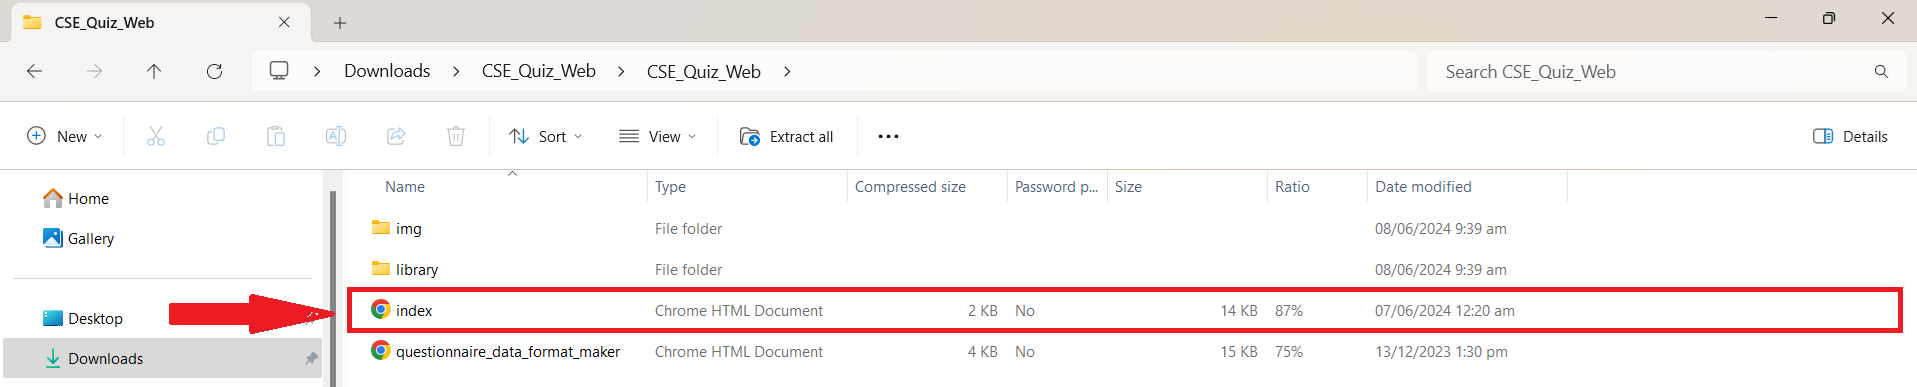 CSE_Quiz_Web
Downloads CSE_Quiz_Web CSE_Quiz_Web Search CSE_Quiz_Web
New Sort View Extract all Details
Name Type Compressed size Password p... Size Ratio Date modified
Home
Gallery
Desktop
Downloads
img File folder 08/06/2024 9:39 am
library File folder 08/06/2024 9:39 am
index Chrome HTML Document 2 KB No 14 KB 87% 07/06/2024 12:20 am
questionnaire_data_format_maker Chrome HTML Document 4 KB No 15 KB 75% 13/12/2023 1:30 pm